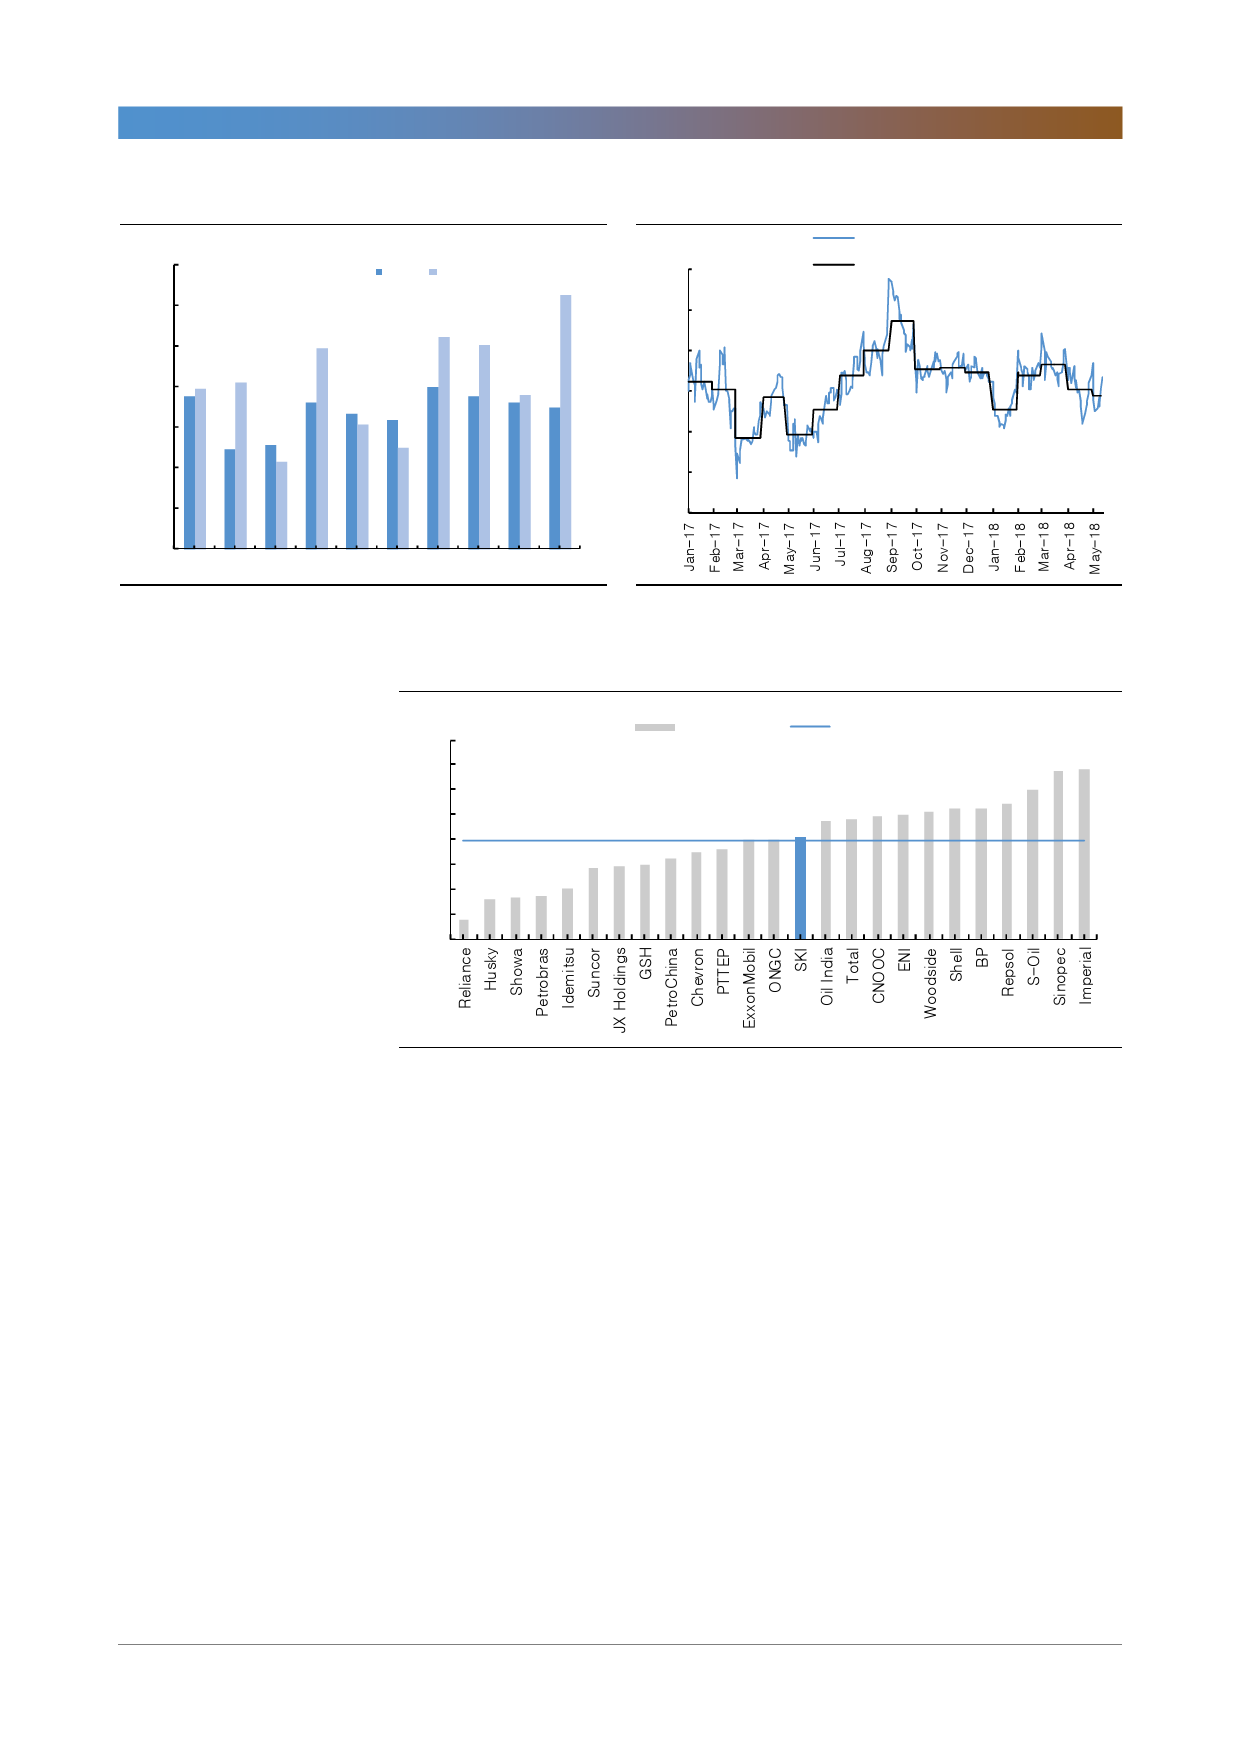 Jan-17
Feb-17
Mar-17
Apr-17
May-17
Jun-17
Jul-17
Aug-17
Sep-17
Oct-17
Nov-17
Dec-17
Jan-18
Feb-18
Mar-18
Apr-18
May-18
Reliance
Husky
Showa
Petrobras
Idemitsu
Suncor
JX Holdings
GSH
PetroChina
Chevron
PTTEP
ExxonMobil
ONGC
SKI
Oil India
Total
CNOOC
ENI
Woodside
Shell
BP
Repsol
S-Oil
Sinopec
Imperial